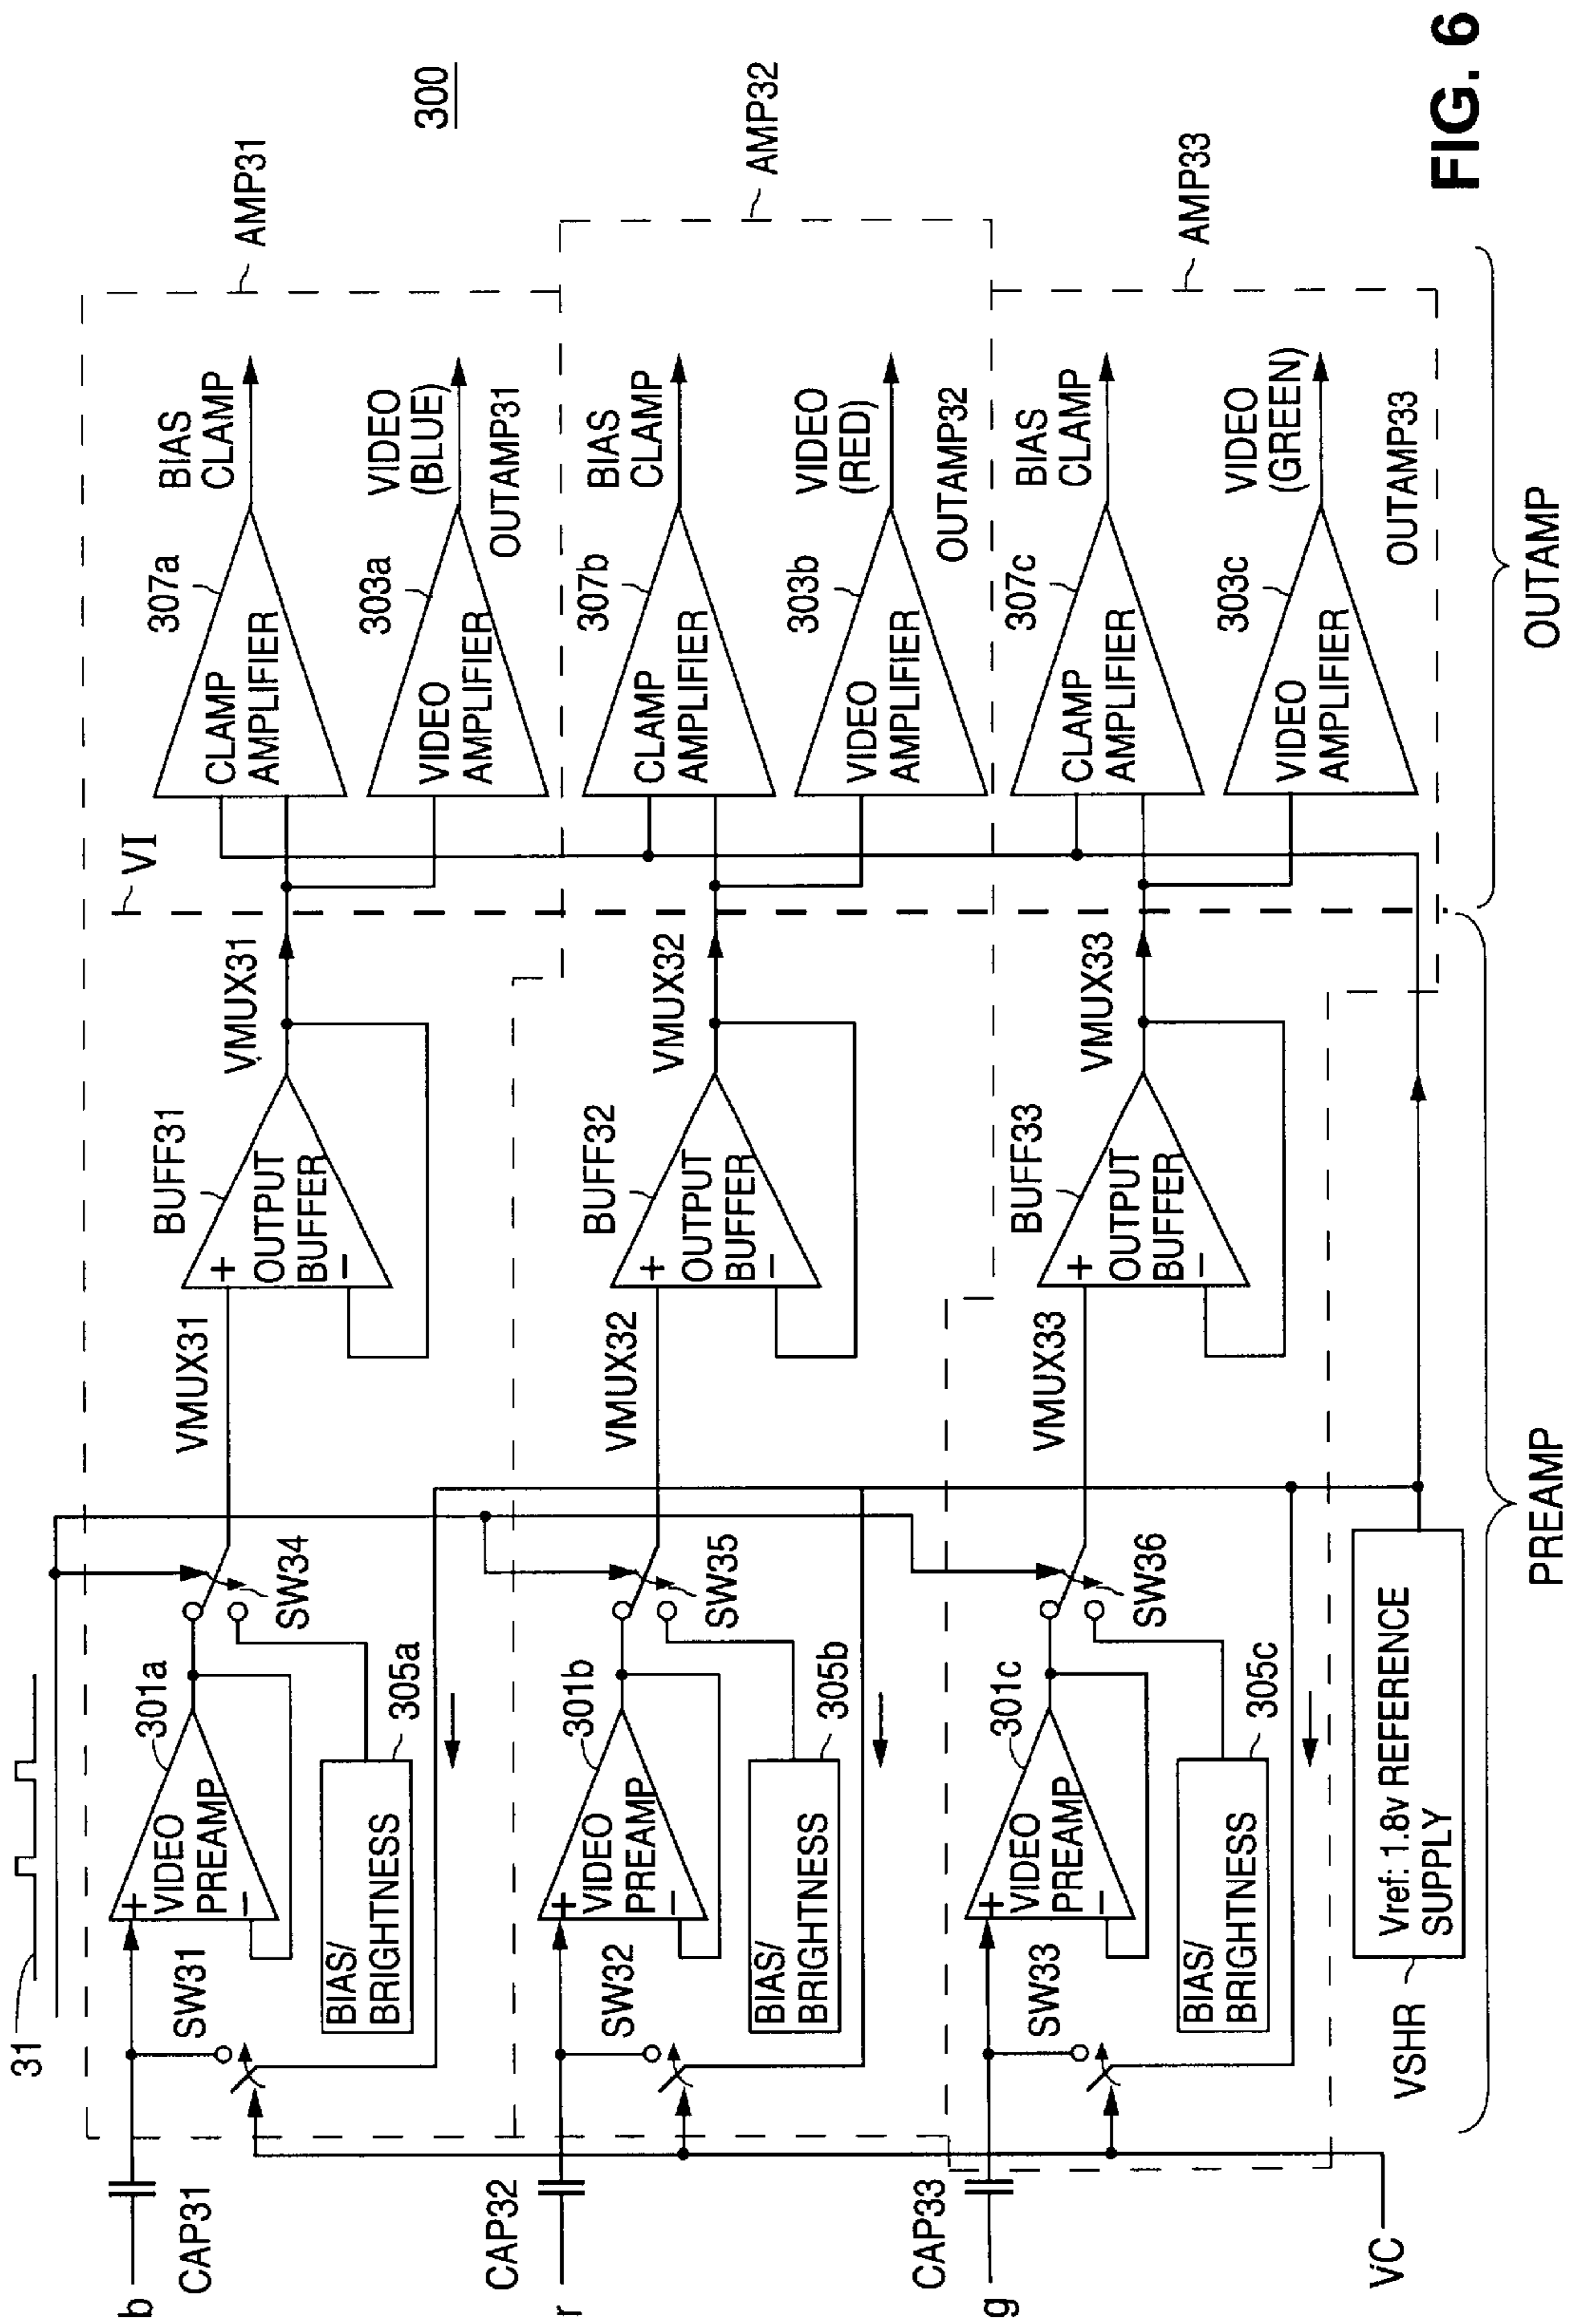 31
b
CAP31
SW31
+
VIDEO
PREAMP
−
301a
BIAS/
BRIGHTNESS
305a
SW34
VMUX31
BUFF31
+
OUTPUT
BUFFER
−
VMUX31
VI
CLAMP
AMPLIFIER
307a
BIAS
CLAMP
VIDEO
AMPLIFIER
303a
VIDEO
(BLUE)
OUTAMP31
AMP31
300
r
CAP32
SW32
+
VIDEO
PREAMP
−
301b
BIAS/
BRIGHTNESS
305b
SW35
VMUX32
BUFF32
+
OUTPUT
BUFFER
−
VMUX32
CLAMP
AMPLIFIER
307b
BIAS
CLAMP
VIDEO
AMPLIFIER
303b
VIDEO
(RED)
OUTAMP32
AMP32
g
CAP33
SW33
+
VIDEO
PREAMP
−
301c
BIAS/
BRIGHTNESS
305c
SW36
VMUX33
BUFF33
+
OUTPUT
BUFFER
−
VMUX33
CLAMP
AMPLIFIER
307c
BIAS
CLAMP
VIDEO
AMPLIFIER
303c
VIDEO
(GREEN)
OUTAMP33
AMP33
VC
VSHR
Vref: 1.8v REFERENCE
SUPPLY
PREAMP
OUTAMP
FIG. 6